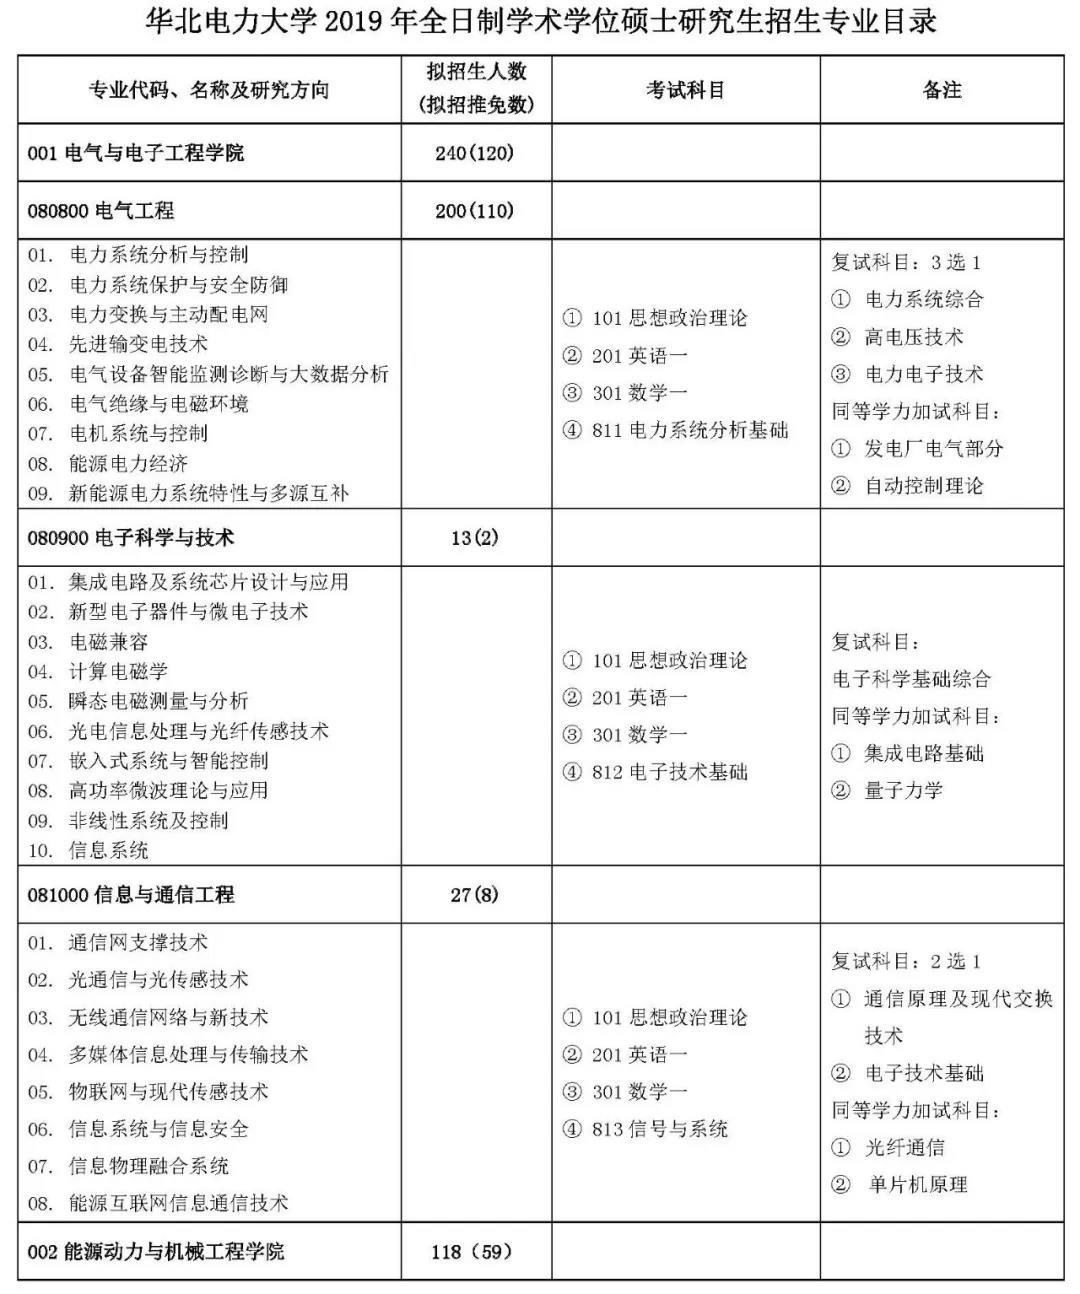 华北电力大学 2019 年全日制学术学位硕士研究生招生专业目录
专业代码、名称及研究方向
拟招生人数
(拟招推免数)
考试科目
备注
001 电气与电子工程学院
240(120)
080800 电气工程
200(110)
01. 电力系统分析与控制
02. 电力系统保护与安全防御
03. 电力变换与主动配电网
04. 先进输变电技术
05. 电气设备智能监测诊断与大数据分析
06. 电气绝缘与电磁环境
07. 电机系统与控制
08. 能源电力经济
09. 新能源电力系统特性与多源互补
① 101 思想政治理论
② 201 英语一
③ 301 数学一
④ 811 电力系统分析基础
复试科目：3 选 1
① 电力系统综合
② 高电压技术
③ 电力电子技术
同等学力加试科目：
① 发电厂电气部分
② 自动控制理论
080900 电子科学与技术
13(2)
01. 集成电路及系统芯片设计与应用
02. 新型电子器件与微电子技术
03. 电磁兼容
04. 计算电磁学
05. 瞬态电磁测量与分析
06. 光电信息处理与光纤传感技术
07. 嵌入式系统与智能控制
08. 高功率微波理论与应用
09. 非线性系统及控制
10. 信息系统
① 101 思想政治理论
② 201 英语一
③ 301 数学一
④ 812 电子技术基础
复试科目：
电子科学基础综合
同等学力加试科目：
① 集成电路基础
② 量子力学
081000 信息与通信工程
27(8)
01. 通信网支撑技术
02. 光通信与光传感技术
03. 无线通信网络与新技术
04. 多媒体信息处理与传输技术
05. 物联网与现代传感技术
06. 信息系统与信息安全
07. 信息物理融合系统
08. 能源互联网信息通信技术
① 101 思想政治理论
② 201 英语一
③ 301 数学一
④ 813 信号与系统
复试科目：2 选 1
① 通信原理及现代交换
技术
② 电子技术基础
同等学力加试科目：
① 光纤通信
② 单片机原理
002 能源动力与机械工程学院
118（59）